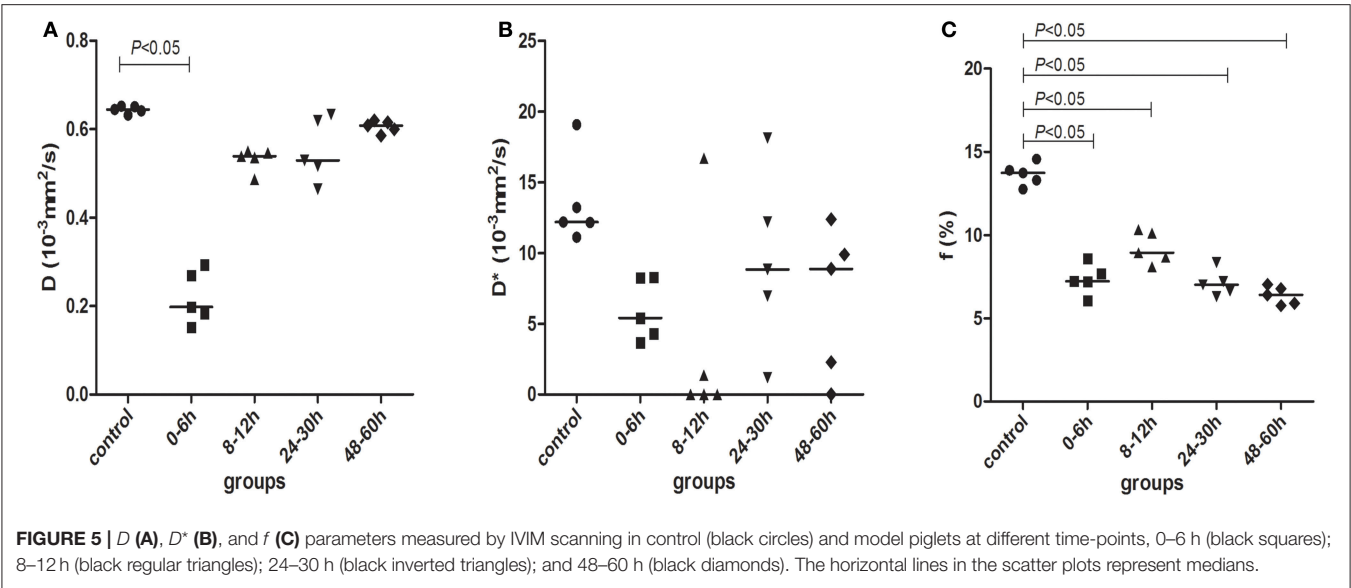 A
P<0.05
0.8
0.6
0.4
0.2
0.0
D (10⁻³mm²/s)
control
0-6h
8-12h
24-30h
48-60h
groups
B
25
20
15
10
5
0
D* (10⁻³mm²/s)
control
0-6h
8-12h
24-30h
48-60h
groups
C
P<0.05
P<0.05
P<0.05
P<0.05
20
15
10
5
0
f (%)
control
0-6h
8-12h
24-30h
48-60h
groups
FIGURE 5 | D (A), D* (B), and f (C) parameters measured by IVIM scanning in control (black circles) and model piglets at different time-points, 0–6 h (black squares);
8–12 h (black regular triangles); 24–30 h (black inverted triangles); and 48–60 h (black diamonds). The horizontal lines in the scatter plots represent medians.